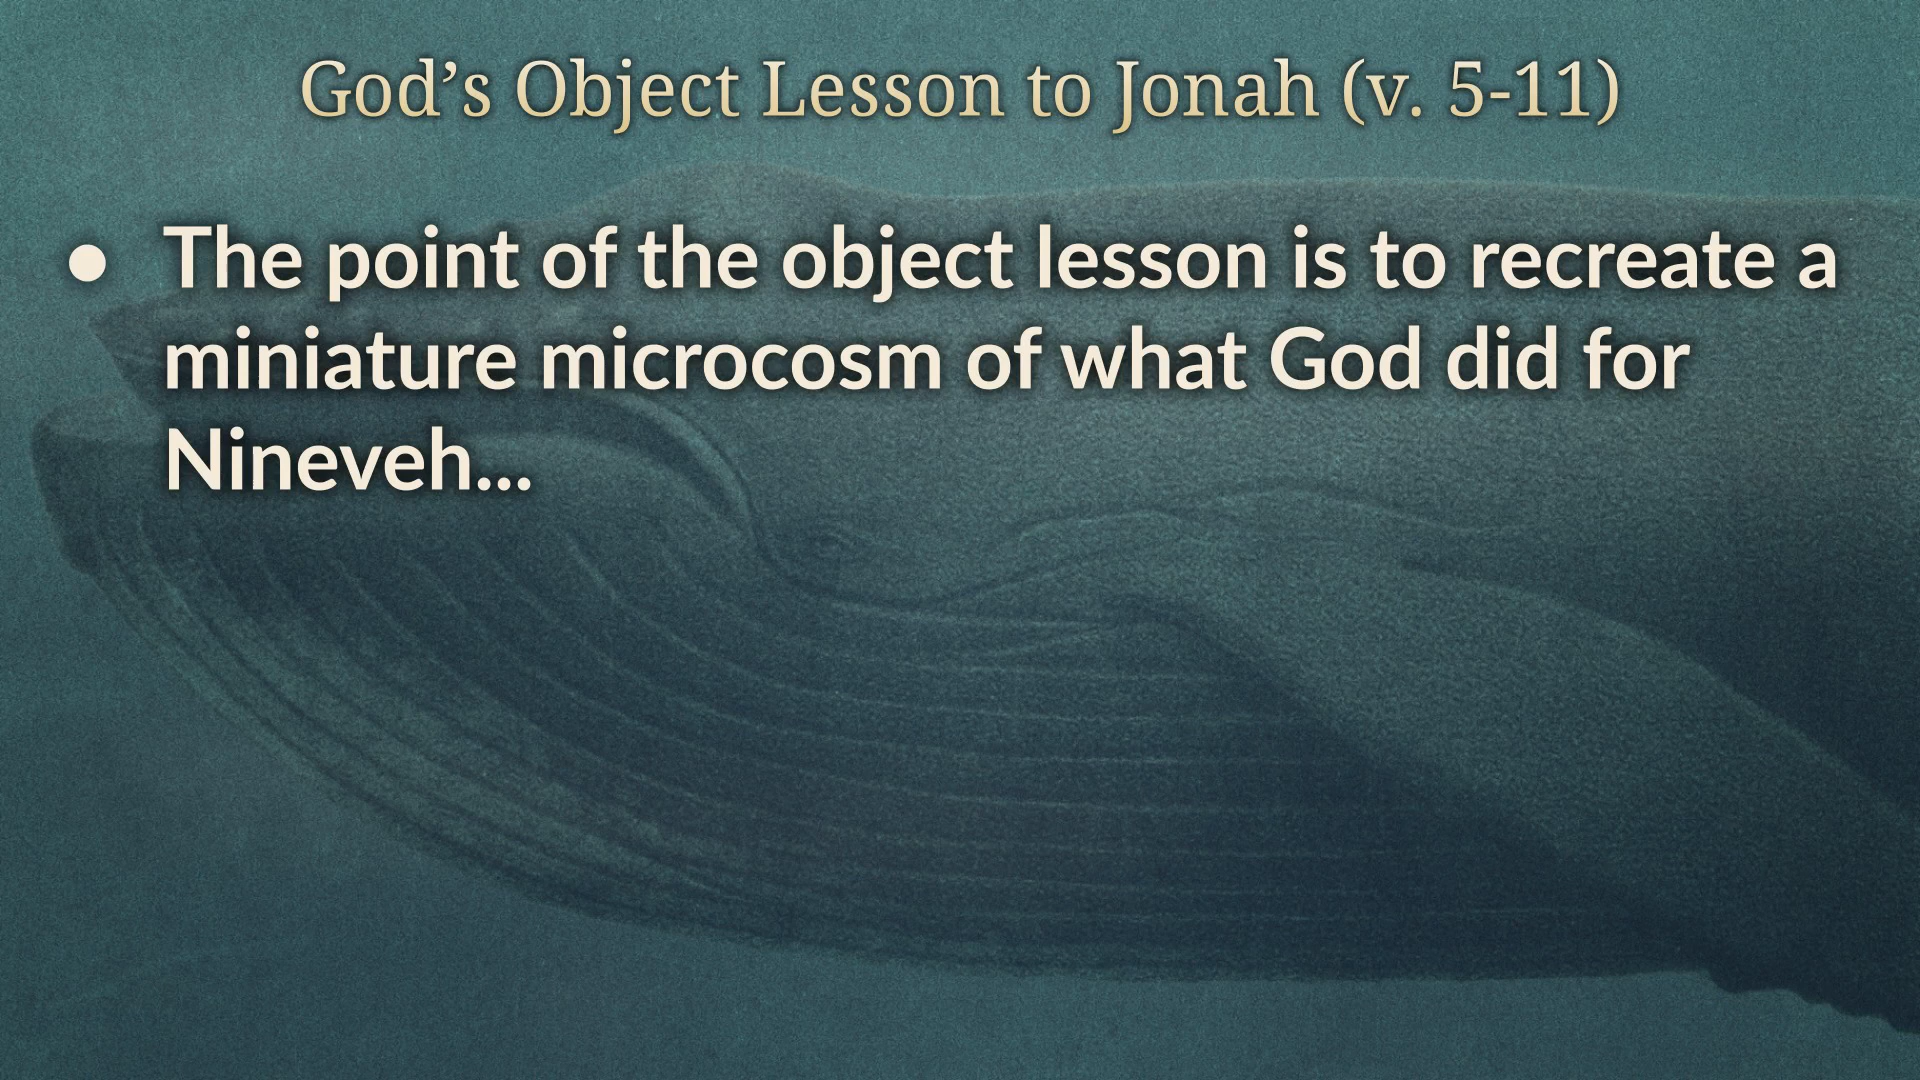 God’s Object Lesson to Jonah (v. 5-11)
● The point of the object lesson is to recreate a
miniature microcosm of what God did for
Nineveh...